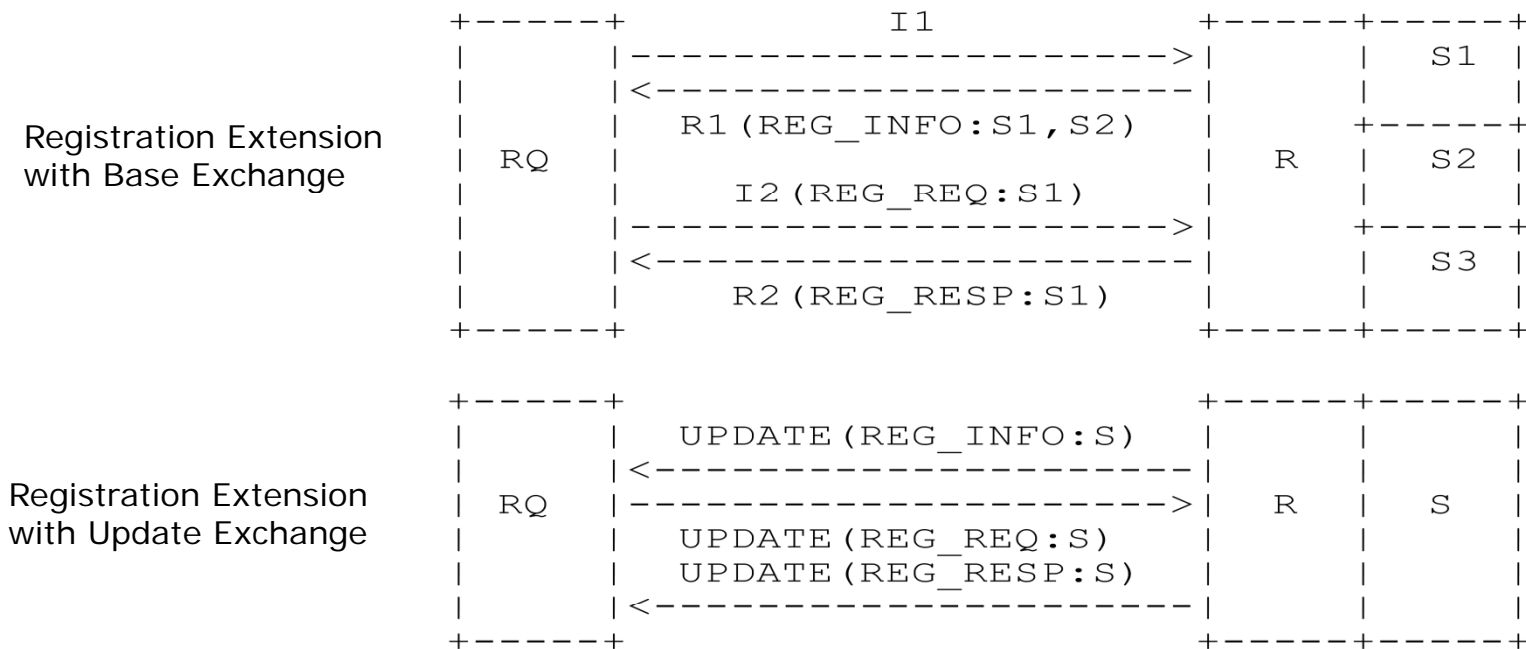 +-----+ I1 +-----+-----+
| |--------------------->| | S1 |
| |<---------------------| | |
Registration Extension
with Base Exchange
| | R1(REG_INFO:S1,S2) | +-----+
| RQ | | R | S2 |
| | I2(REG_REQ:S1) | | |
| |--------------------->| +-----+
| |<---------------------| | S3 |
| | R2(REG_RESP:S1) | | |
+-----+ +-----+-----+
+-----+ +-----+-----+
| | UPDATE(REG_INFO:S) | | |
| |<---------------------| | |
Registration Extension
with Update Exchange
| RQ |--------------------->| R | S |
| | UPDATE(REG_REQ:S) | | |
| | UPDATE(REG_RESP:S) | | |
| |<---------------------| | |
+-----+ +-----+-----+